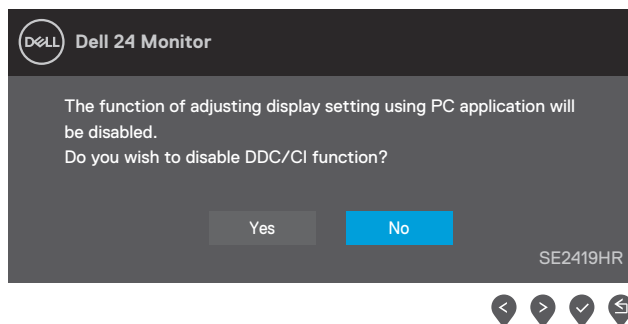 DELL Dell 24 Monitor
The function of adjusting display setting using PC application will
be disabled.
Do you wish to disable DDC/CI function?
Yes No
SE2419HR